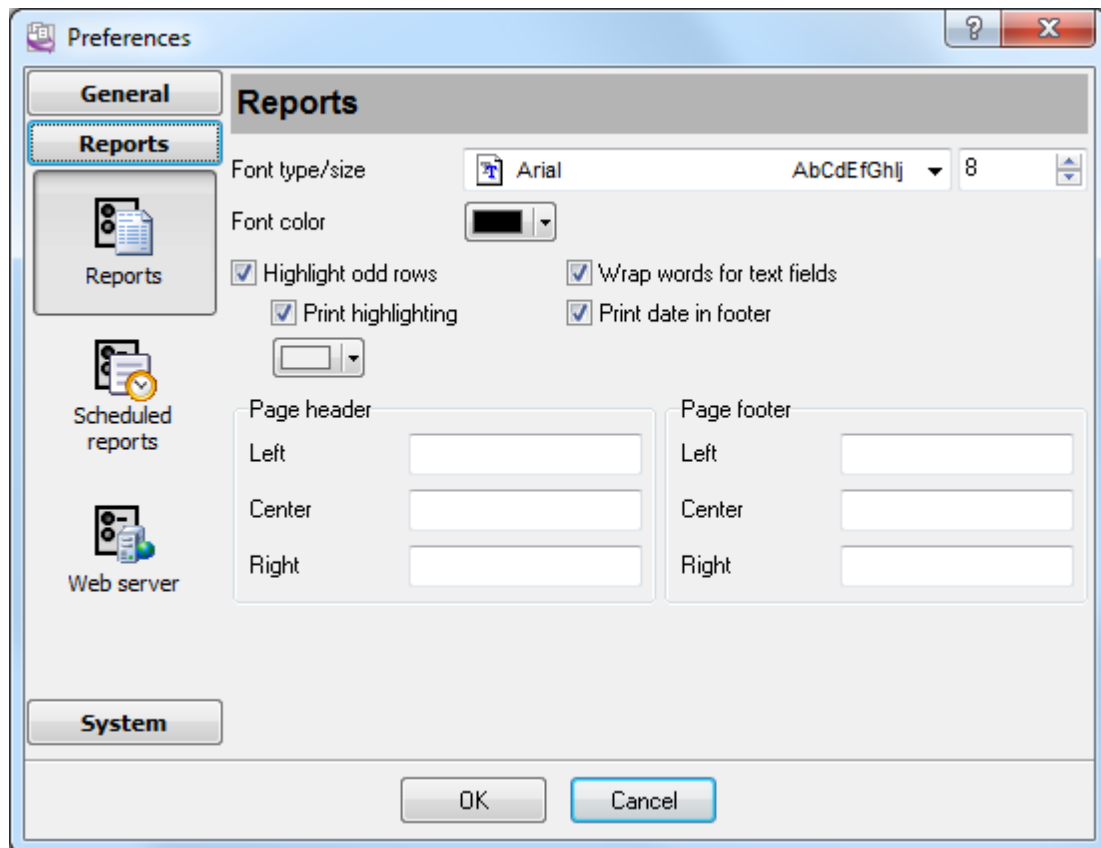 Preferences
General
Reports
Reports
Scheduled
reports
Web server
System
Reports
Font type/size
Arial AbCdEfGhIj 8
Font color
Highlight odd rows
Wrap words for text fields
Print highlighting
Print date in footer
Page header
Left
Center
Right
Page footer
Left
Center
Right
OK
Cancel